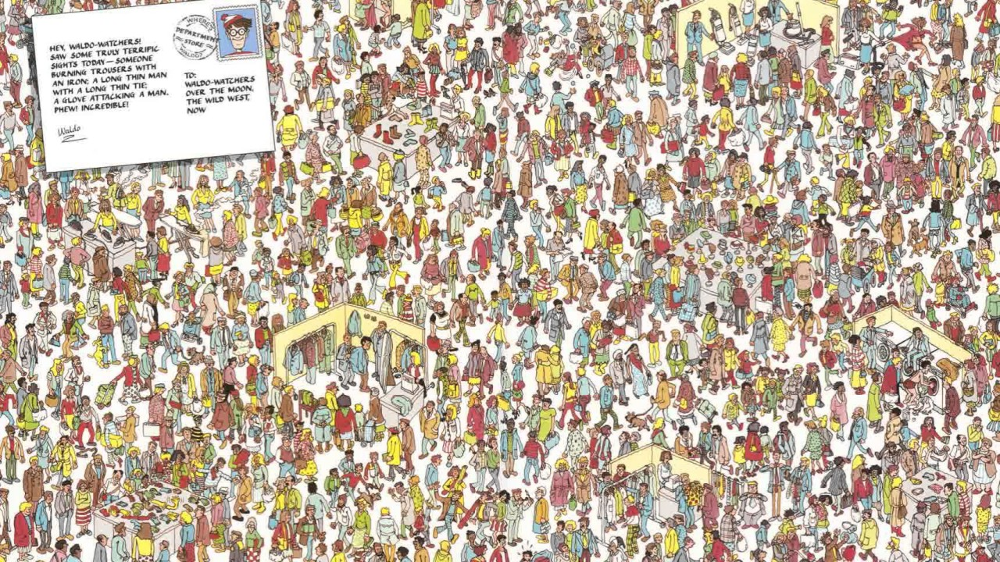 HEY, WALDO-WATCHERS!
SAW SOME TRULY TERRIFIC
SIGHTS TODAY — SOMEONE
BURNING TROUSERS WITH
AN IRON; A LONG THIN MAN
WITH A LONG THIN TIE;
A GLOVE ATTACKING A MAN.
PHEW! INCREDIBLE!
Waldo
WHERE'S
DEPARTMENT
STORE
WALDO?
TO:
WALDO-WATCHERS
OVER THE MOON,
THE WILD WEST,
NOW